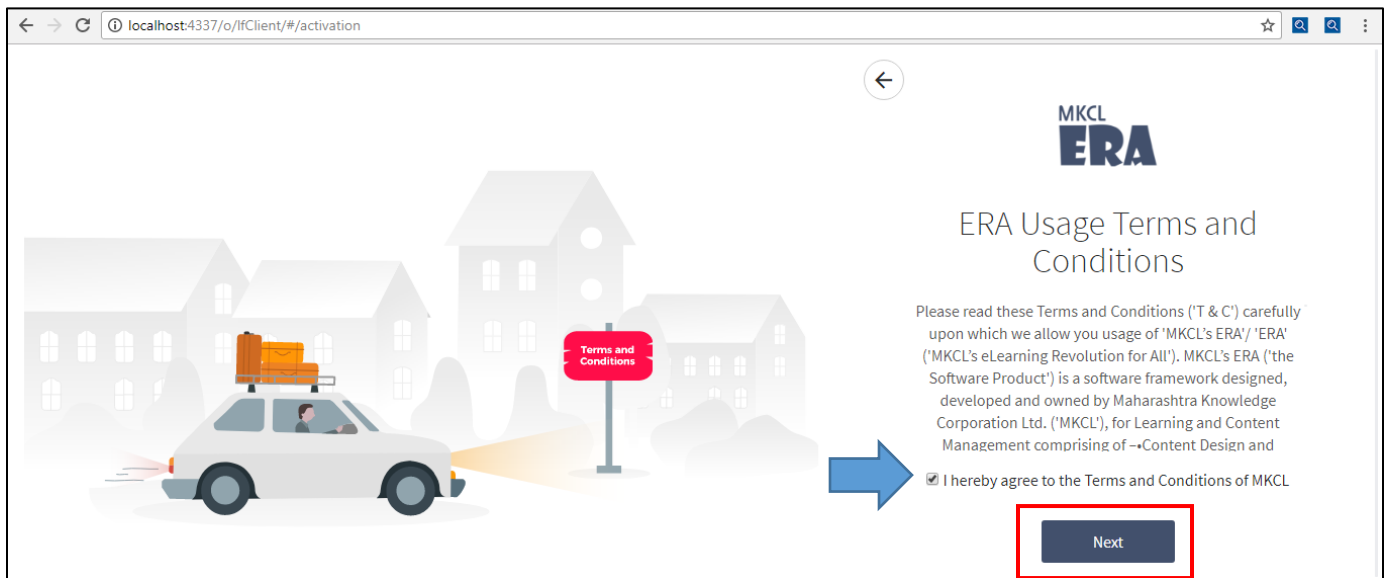 localhost:4337/o/lfClient/#/activation
MKCL
ERA
ERA Usage Terms and
Conditions
Please read these Terms and Conditions ('T & C') carefully
upon which we allow you usage of 'MKCL's ERA'/ 'ERA'
('MKCL's eLearning Revolution for All'). MKCL's ERA ('the
Software Product') is a software framework designed,
developed and owned by Maharashtra Knowledge
Corporation Ltd. ('MKCL'), for Learning and Content
Management comprising of –•Content Design and
Terms and
Conditions
I hereby agree to the Terms and Conditions of MKCL
Next